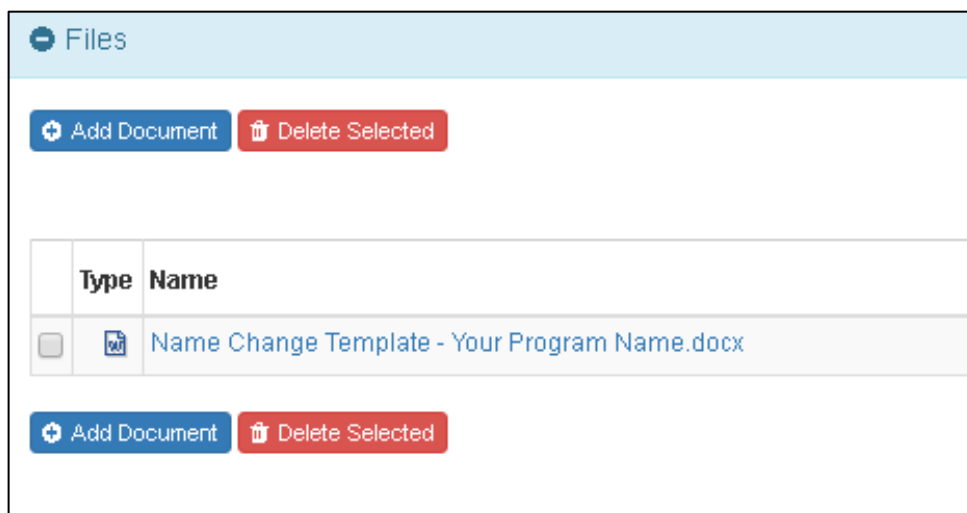 Files
Add Document Delete Selected
Type Name
Name Change Template - Your Program Name.docx
Add Document Delete Selected